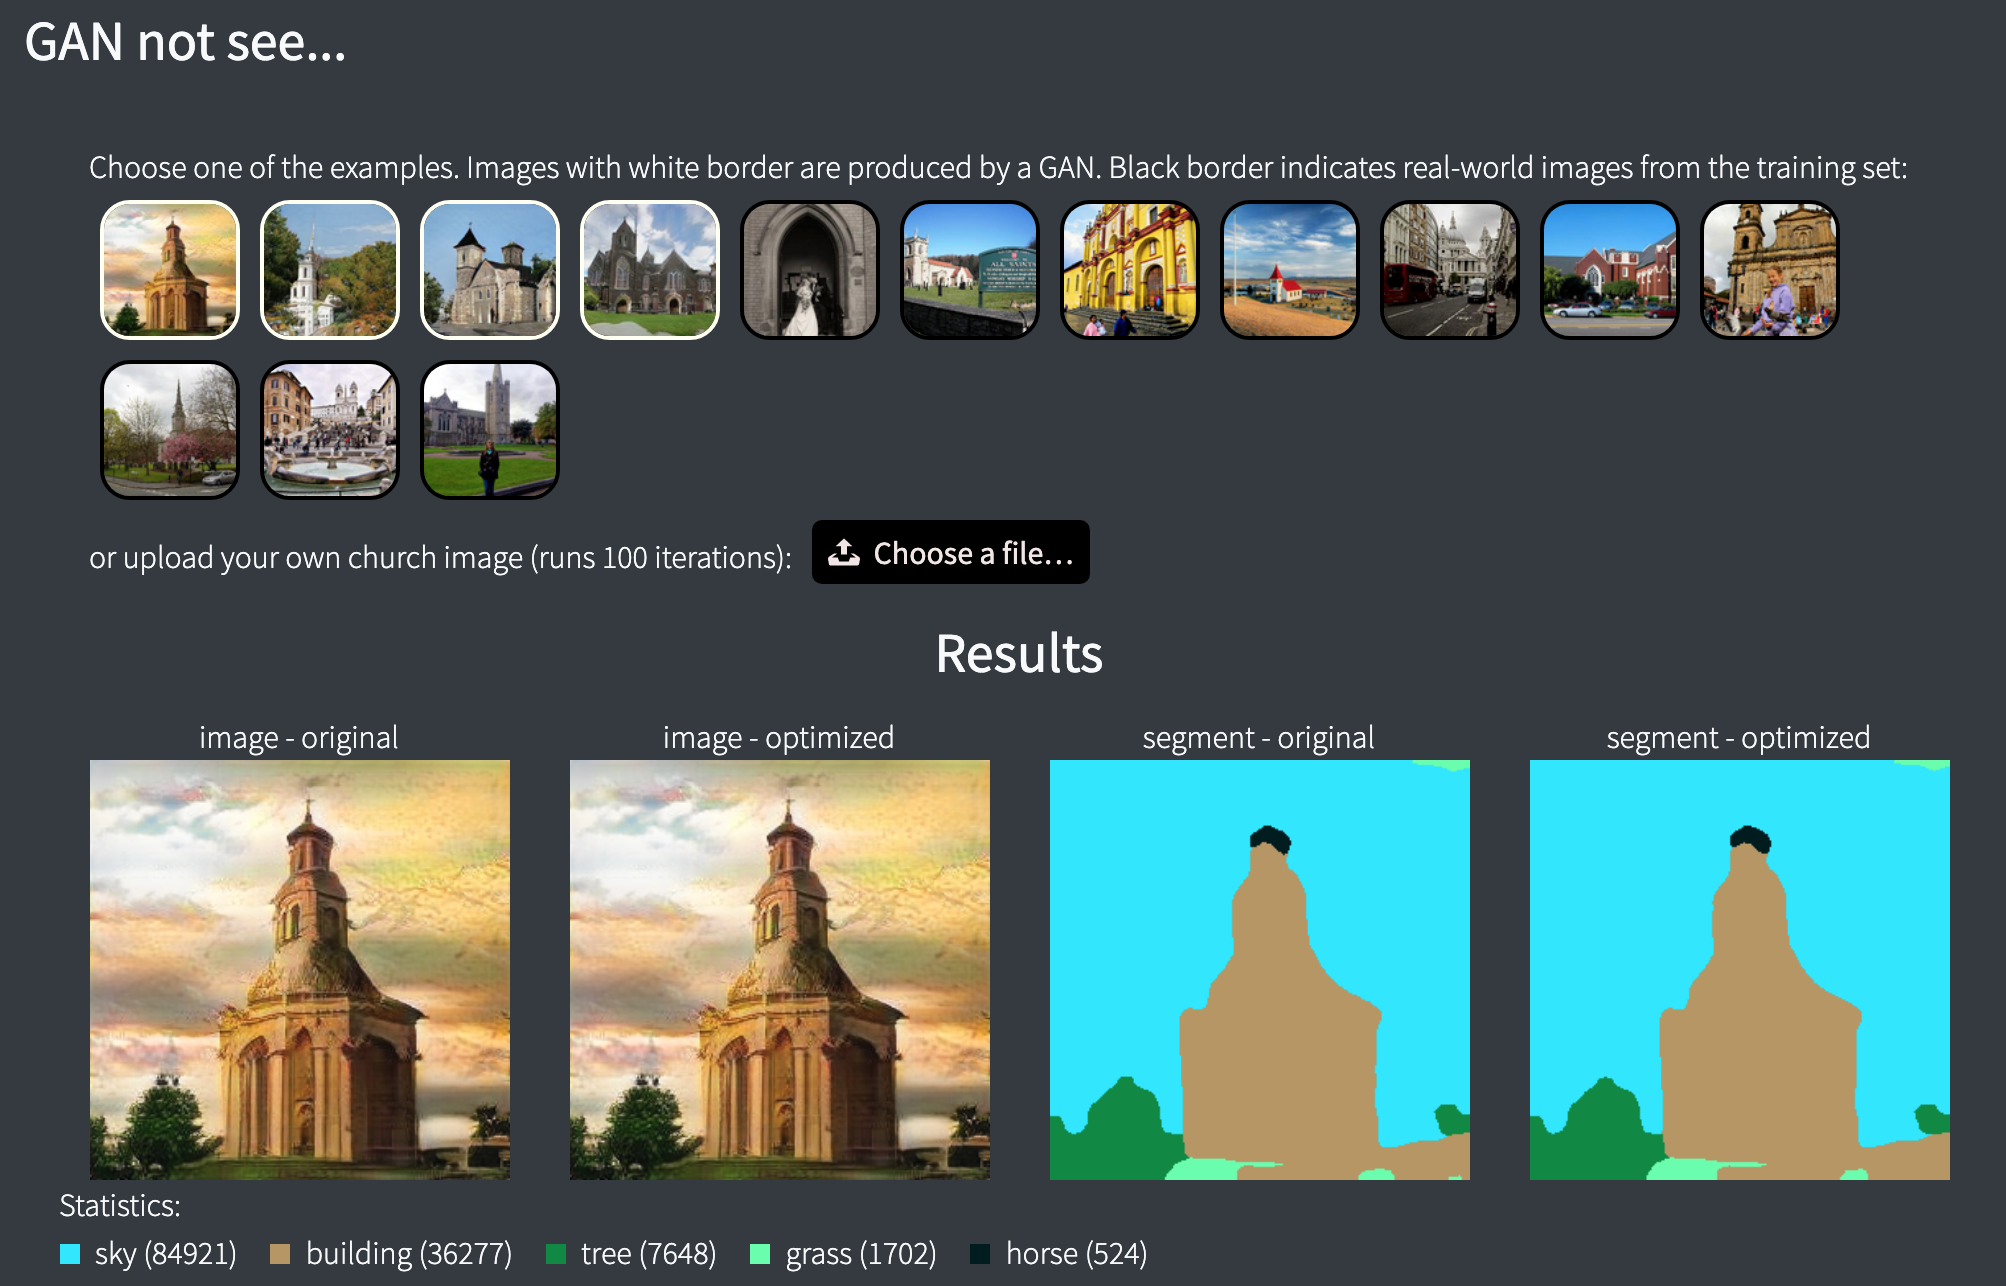 GAN not see...
Choose one of the examples. Images with white border are produced by a GAN. Black border indicates real-world images from the training set:
ALL SAINTS
or upload your own church image (runs 100 iterations):
Choose a file…
Results
image - original
image - optimized
segment - original
segment - optimized
Statistics:
sky (84921)
building (36277)
tree (7648)
grass (1702)
horse (524)